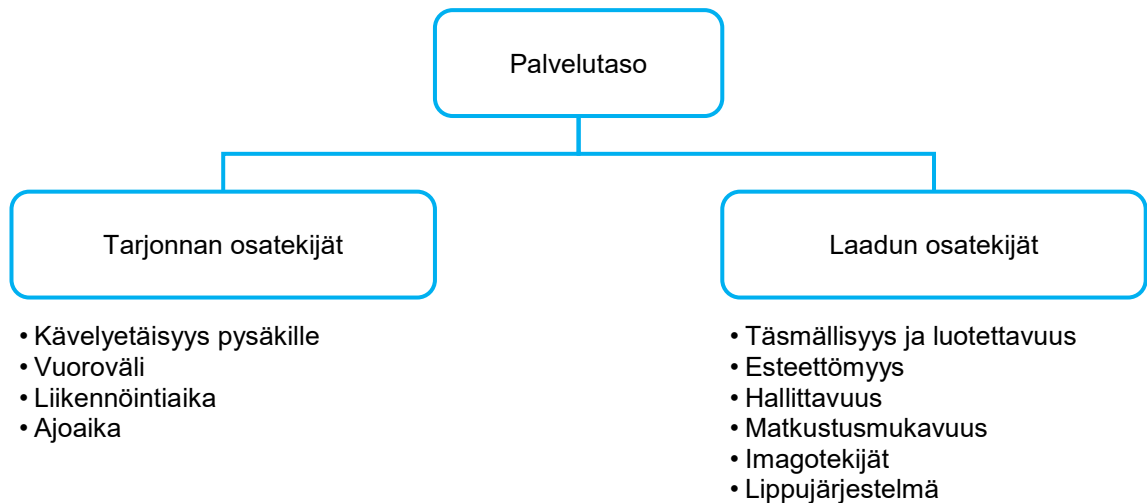 Palvelutaso
Tarjonnan osatekijät
• Kävelyetäisyys pysäkille
• Vuoroväli
• Liikennöintiaika
• Ajoaika
Laadun osatekijät
• Täsmällisyys ja luotettavuus
• Esteettömyys
• Hallittavuus
• Matkustusmukavuus
• Imagotekijät
• Lippujärjestelmä